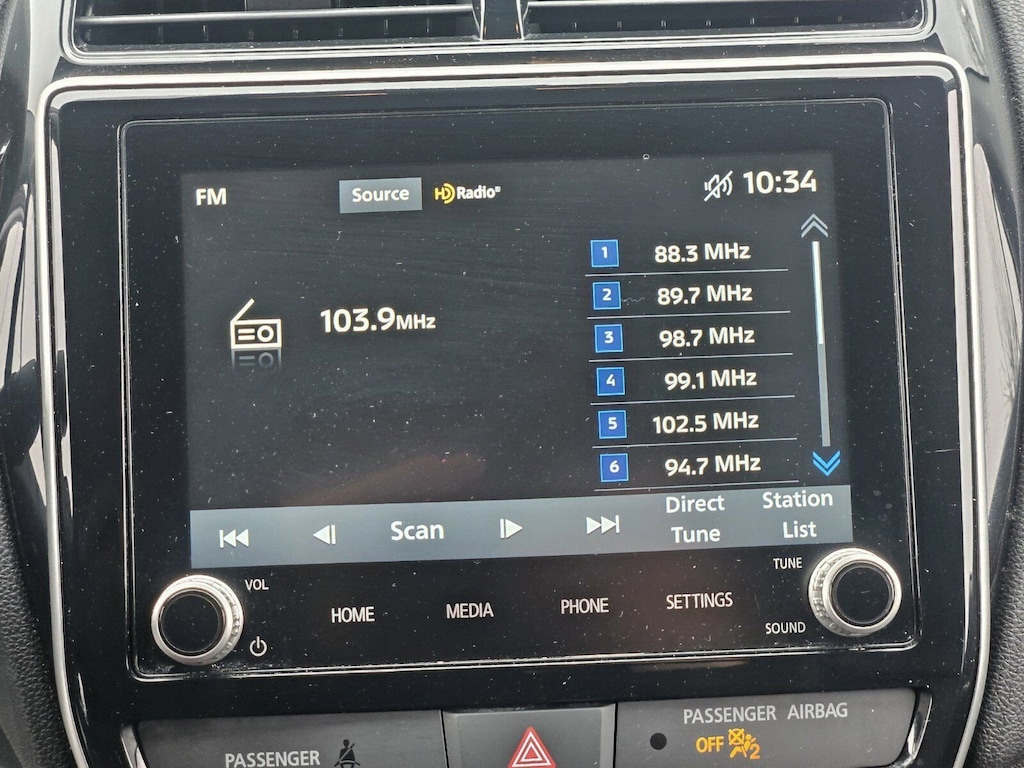 FM Source HD Radio® 10:34
1 88.3 MHz
2 89.7 MHz
103.9MHz
3 98.7 MHz
4 99.1 MHz
5 102.5 MHz
6 94.7 MHz
Scan
Direct
Tune
Station
List
VOL
HOME MEDIA PHONE SETTINGS
TUNE
SOUND
PASSENGER
PASSENGER AIRBAG
OFF 2